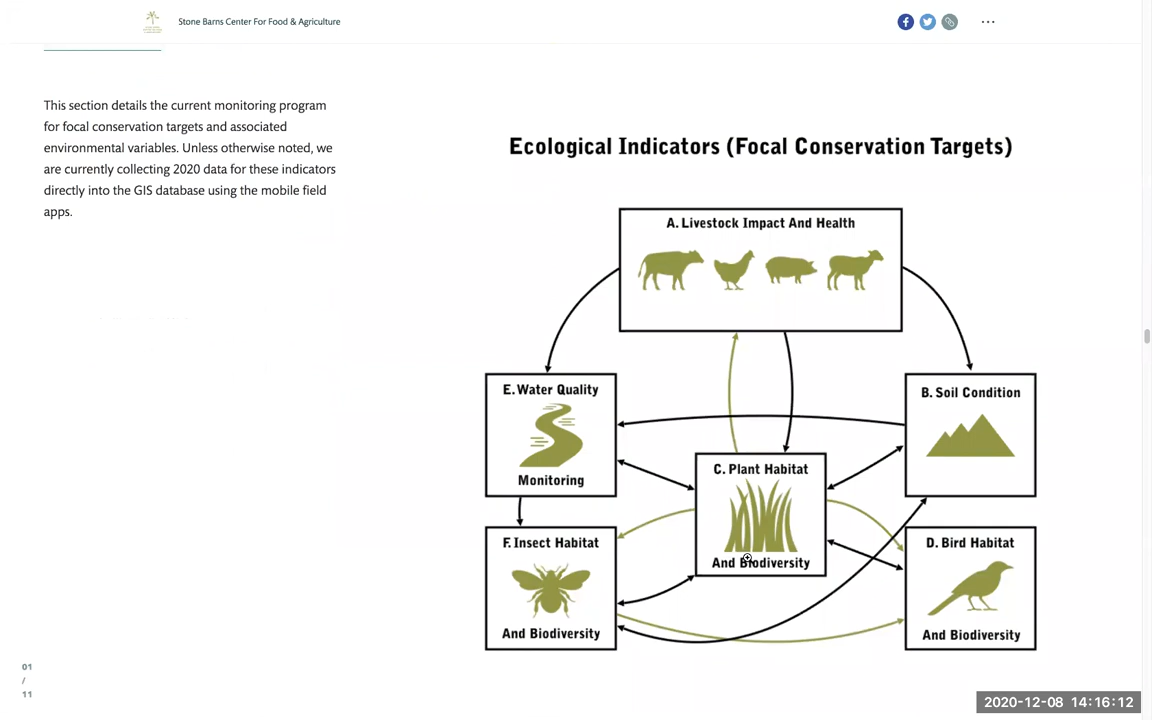 Stone Barns Center For Food & Agriculture
This section details the current monitoring program
for focal conservation targets and associated
environmental variables. Unless otherwise noted, we
are currently collecting 2020 data for these indicators
directly into the GIS database using the mobile field
apps.
Ecological Indicators (Focal Conservation Targets)
A. Livestock Impact And Health
E. Water Quality
Monitoring
B. Soil Condition
C. Plant Habitat
And Biodiversity
F. Insect Habitat
And Biodiversity
D. Bird Habitat
And Biodiversity
01
/
11
2020-12-08 14:16:12